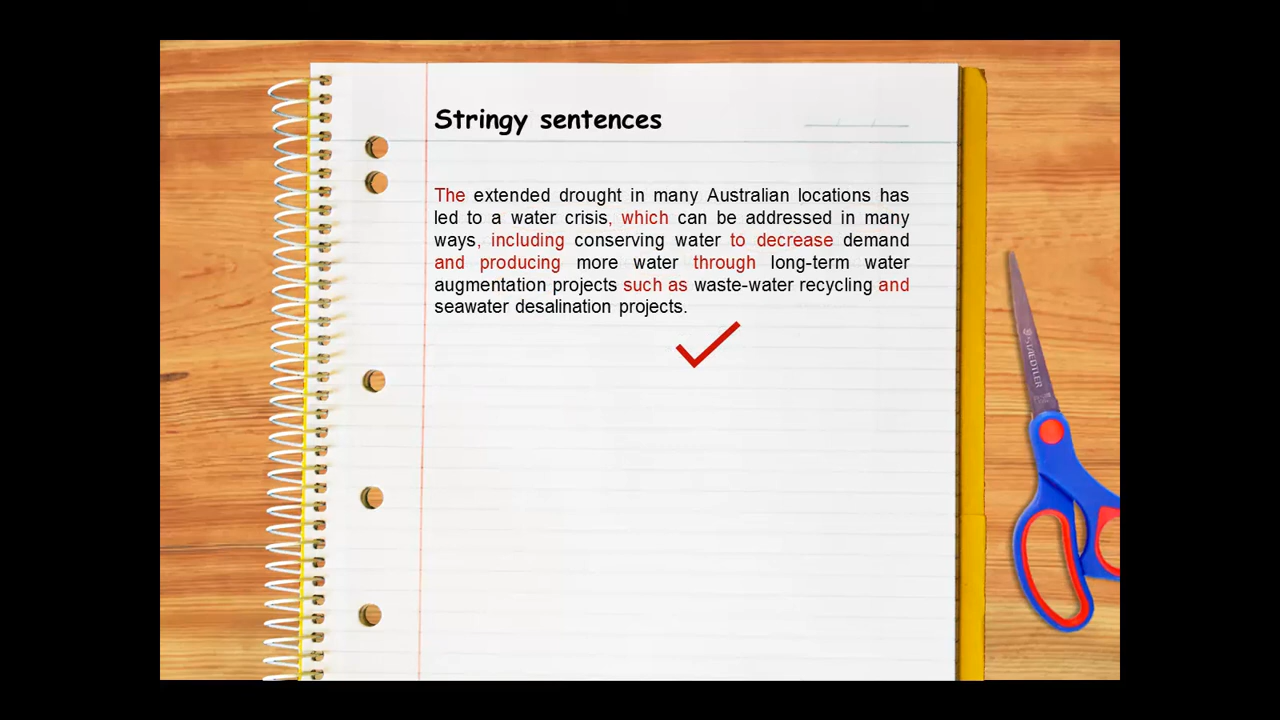 Stringy sentences
The extended drought in many Australian locations has
led to a water crisis, which can be addressed in many
ways, including conserving water to decrease demand
and producing more water through long-term water
augmentation projects such as waste-water recycling and
seawater desalination projects.
STAEDTLER